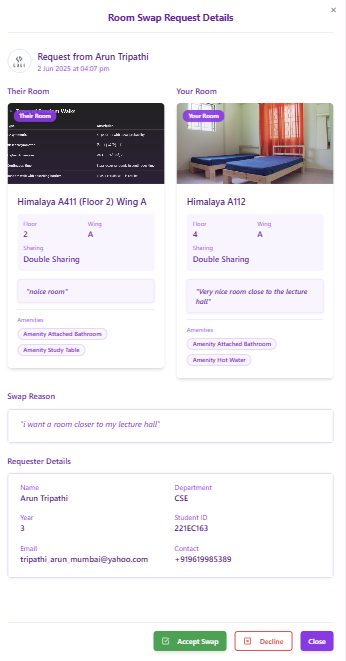 Room Swap Request Details
×
Request from Arun Tripathi
2 Jun 2025 at 04:07 pm
Their Room
Your Room
Their Room
Walks
Your Room
Himalaya A411 (Floor 2) Wing A
Floor
Wing
2
A
Sharing
Double Sharing
"noice room"
Amenities
Amenity Attached Bathroom
Amenity Study Table
Himalaya A112
Floor
Wing
4
A
Sharing
Double Sharing
"Very nice room close to the lecture
hall"
Amenities
Amenity Attached Bathroom
Amenity Hot Water
Swap Reason
"i want a room closer to my lecture hall"
Requester Details
Name
Department
Arun Tripathi
CSE
Year
Student ID
3
221EC163
Email
Contact
tripathi_arun_mumbai@yahoo.com
+919619985389
Accept Swap
Decline
Close